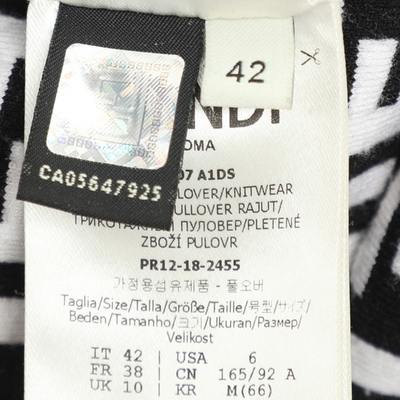 42
NDI
OMA
CA05647925
07 A1DS
LOVER/KNITWEAR
ULLOVER RAJUT/
ТРИКОТАЖНЫЙ ПУЛОВЕР/PLETENÉ
ZBOŽÍ PULOVR
PR12-18-2455
가정용섬유제품 - 풀오버
Taglia/Size/Talla/Größe/Taille/号型/サイズ/
Beden/Tamanho/크기/Ukuran/Размер/
Velikost
IT 42 USA 6
FR 38 CN 165/92 A
UK 10 KR M(66)